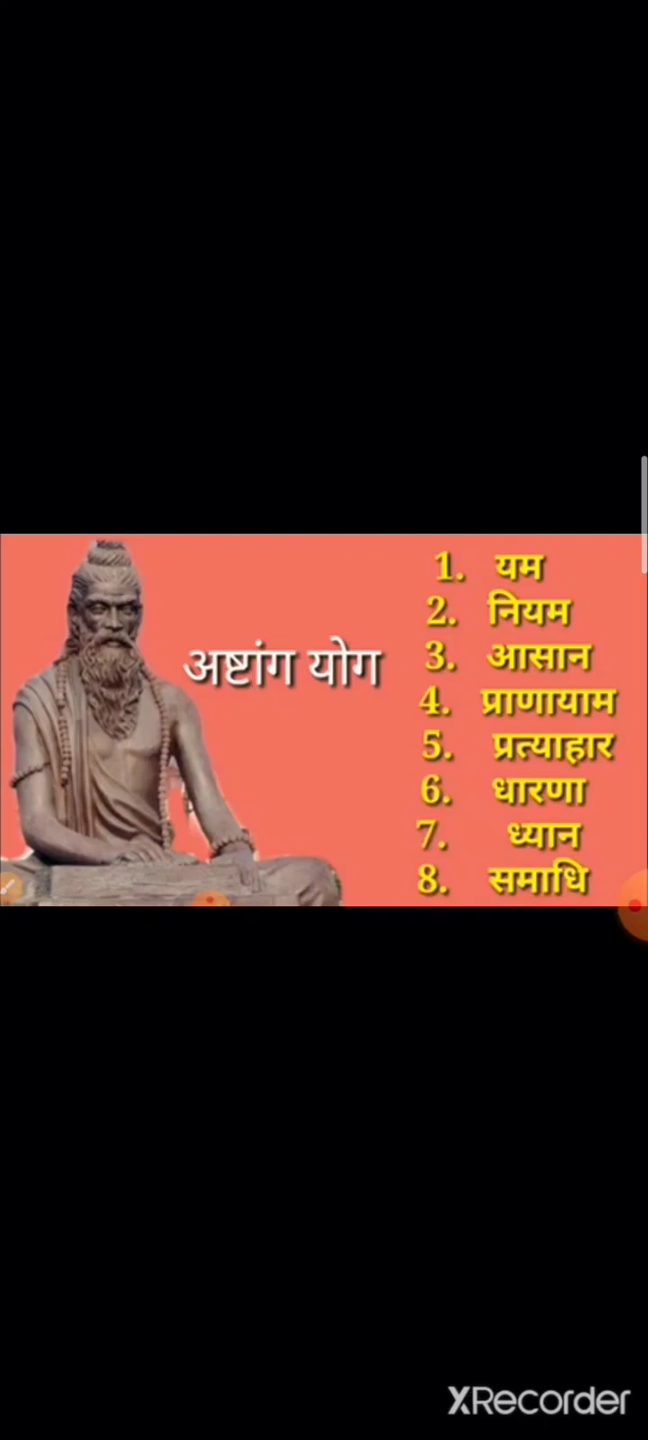 अष्टांग योग
1. यम
2. नियम
3. आसान
4. प्राणायाम
5. प्रत्याहार
6. धारणा
7. ध्यान
8. समाधि
XRecorder